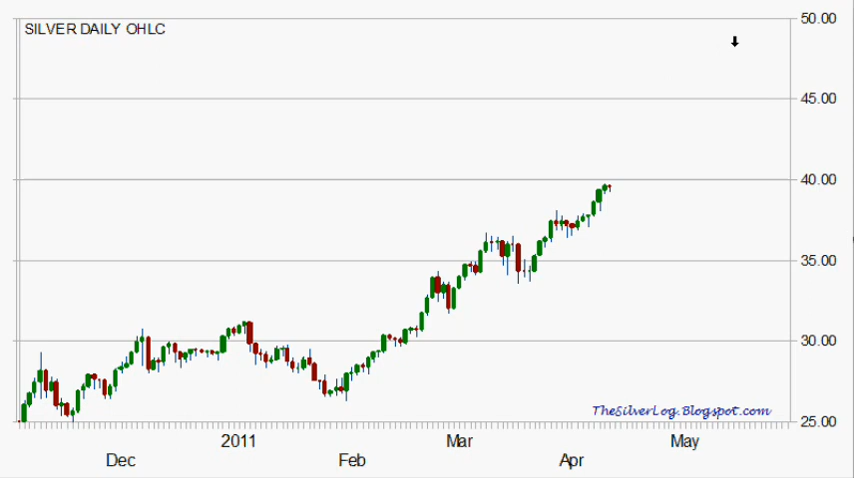 SILVER DAILY OHLC
50.00
45.00
40.00
35.00
30.00
25.00
TheSilverLog.Blogspot.com
2011 Mar May
Dec Feb Apr